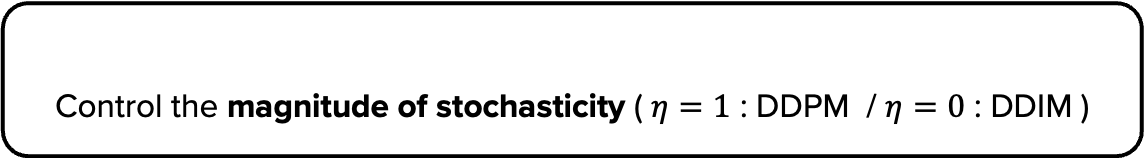 Control the magnitude of stochasticity ( η = 1 : DDPM / η = 0 : DDIM )